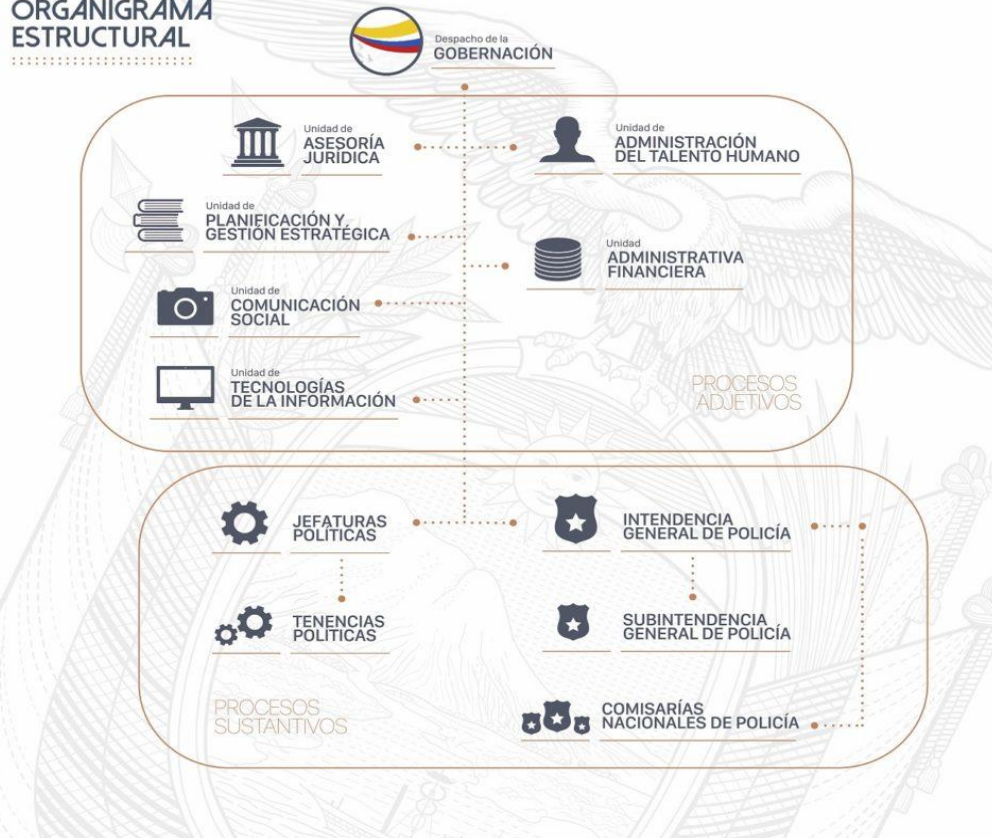 ORGANIGRAMA
ESTRUCTURAL
Despacho de la
GOBERNACIÓN
Unidad de
ASESORÍA
JURÍDICA
Unidad de
ADMINISTRACIÓN
DEL TALENTO HUMANO
Unidad de
PLANIFICACIÓN Y
GESTIÓN ESTRATÉGICA
Unidad
ADMINISTRATIVA
FINANCIERA
Unidad de
COMUNICACIÓN
SOCIAL
Unidad de
TECNOLOGÍAS
DE LA INFORMACIÓN
PROCESOS
ADJETIVOS
JEFATURAS
POLÍTICAS
INTENDENCIA
GENERAL DE POLICÍA
TENENCIAS
POLÍTICAS
SUBINTENDENCIA
GENERAL DE POLICÍA
PROCESOS
SUSTANTIVOS
COMISARÍAS
NACIONALES DE POLICÍA